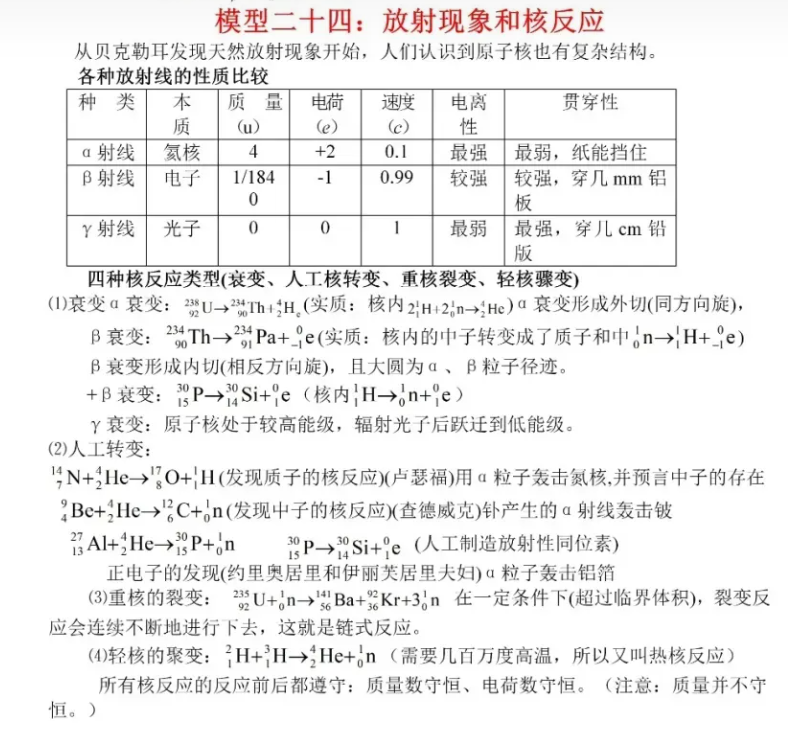 模型二十四：放射现象和核反应
从贝克勒耳发现天然放射现象开始，人们认识到原子核也有复杂结构。
各种放射线的性质比较
种 类 本质 质 量(u) 电荷(e) 速度(c) 电离性 贯穿性
α射线 氦核 4 +2 0.1 最强 最弱，纸能挡住
β射线 电子 1/1840 -1 0.99 较强 较强，穿几mm铝板
γ射线 光子 0 0 1 最弱 最强，穿几cm铅版
四种核反应类型(衰变、人工核转变、重核裂变、轻核骤变)
⑴衰变α衰变：$^{238}_{92}$U→$^{234}_{90}$Th+$^{4}_{2}$He(实质：核内2$^{1}_{1}$H+2$^{1}_{0}$n→$^{4}_{2}$He)α衰变形成外切(同方向旋)，
β衰变：$^{234}_{90}$Th→$^{234}_{91}$Pa+$^{0}_{-1}$e(实质：核内的中子转变成了质子和中$^{1}_{0}$n→$^{1}_{1}$H+$^{0}_{-1}$e)
β衰变形成内切(相反方向旋)，且大圆为α、β粒子径迹。
+β衰变：$^{30}_{15}$P→$^{30}_{14}$Si+$^{0}_{1}$e（核内$^{1}_{1}$H→$^{1}_{0}$n+$^{0}_{1}$e）
γ衰变：原子核处于较高能级，辐射光子后跃迁到低能级。
⑵人工转变：
$^{14}_{7}$N+$^{4}_{2}$He→$^{17}_{8}$O+$^{1}_{1}$H(发现质子的核反应)(卢瑟福)用α粒子轰击氮核,并预言中子的存在
$^{9}_{4}$Be+$^{4}_{2}$He→$^{12}_{6}$C+$^{1}_{0}$n(发现中子的核反应)(查德威克)钋产生的α射线轰击铍
$^{27}_{13}$Al+$^{4}_{2}$He→$^{30}_{15}$P+$^{1}_{0}$n $^{30}_{15}$P→$^{30}_{14}$Si+$^{0}_{1}$e (人工制造放射性同位素)
正电子的发现(约里奥居里和伊丽芙居里夫妇)α粒子轰击铝箔
⑶重核的裂变：$^{235}_{92}$U+$^{1}_{0}$n→$^{141}_{56}$Ba+$^{92}_{36}$Kr+3$^{1}_{0}$n 在一定条件下(超过临界体积)，裂变反
应会连续不断地进行下去，这就是链式反应。
⑷轻核的聚变：$^{2}_{1}$H+$^{3}_{1}$H→$^{4}_{2}$He+$^{1}_{0}$n（需要几百万度高温，所以又叫热核反应）
所有核反应的反应前后都遵守：质量数守恒、电荷数守恒。（注意：质量并不守
恒。）